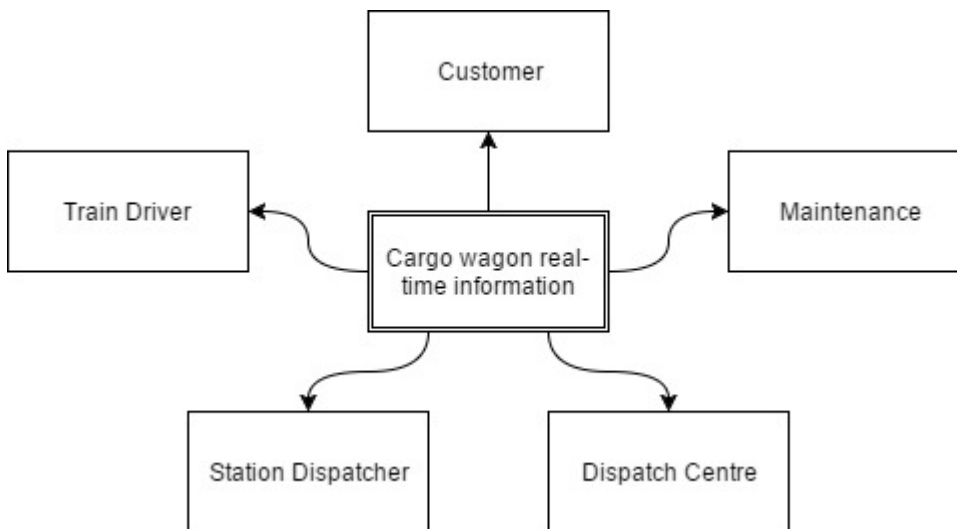 Customer
Train Driver
Maintenance
Cargo wagon real-
time information
Station Dispatcher
Dispatch Centre